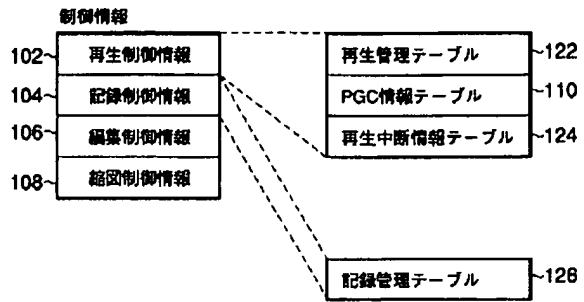 制御情報
102 再生制御情報
104 記録制御情報
106 編集制御情報
108 縮図制御情報
再生管理テーブル 122
PGC情報テーブル 110
再生中断情報テーブル 124
記録管理テーブル 126